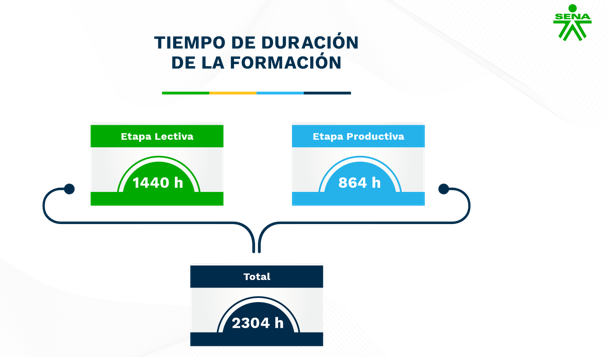 SENA
TIEMPO DE DURACIÓN
DE LA FORMACIÓN
Etapa Lectiva
1440 h
Etapa Productiva
864 h
Total
2304 h